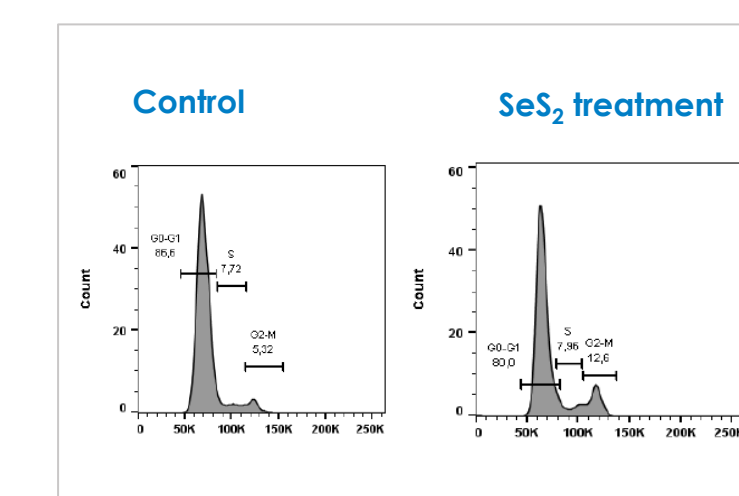 Control
SeS₂ treatment
60
40
20
0
Count
G0-G1
86,6
S
7,72
G2-M
5,32
0 50K 100K 150K 200K 250K
60
40
20
0
Count
G0-G1
80,0
S
7,96
G2-M
12,6
0 50K 100K 150K 200K 250K